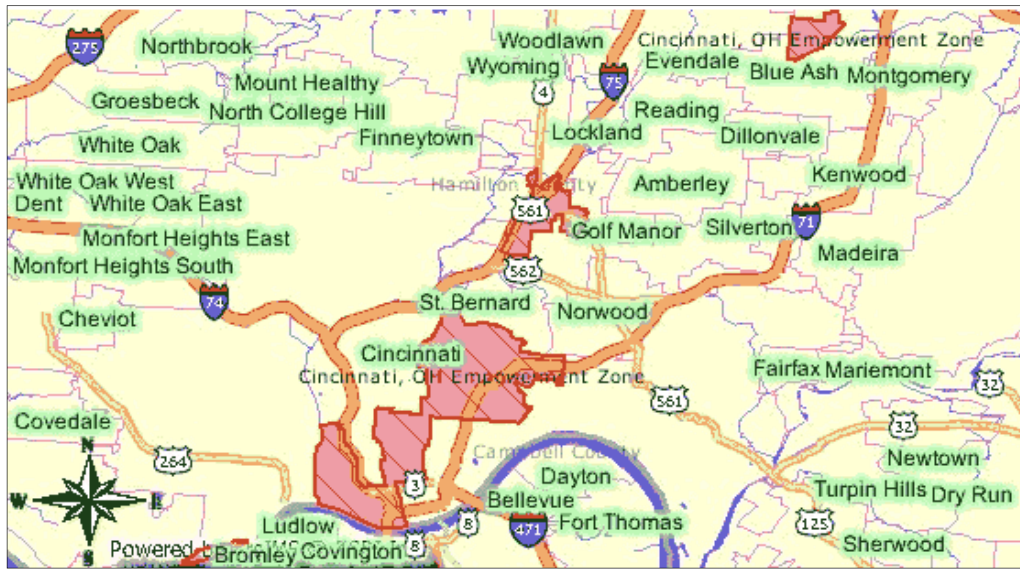 275
Northbrook
Woodlawn
Cincinnati, OH Empowerment Zone
Wyoming
Evendale
Blue Ash
Montgomery
Mount Healthy
75
4
Groesbeck
North College Hill
Reading
Finneytown
Lockland
Dillonvale
White Oak
Kenwood
White Oak West
Hamilton County
Amberley
Dent
White Oak East
561
Golf Manor
Silverton
71
Monfort Heights East
Madeira
Monfort Heights South
562
74
St. Bernard
Norwood
Cheviot
Cincinnati
Cincinnati, OH Empowerment Zone
Fairfax
Mariemont
32
561
Covedale
32
N
Campbell County
264
Newtown
Dayton
3
W
E
Bellevue
Turpin Hills
Dry Run
Ludlow
8
471
Fort Thomas
125
S
Powered
Bromley
Covington
8
Sherwood